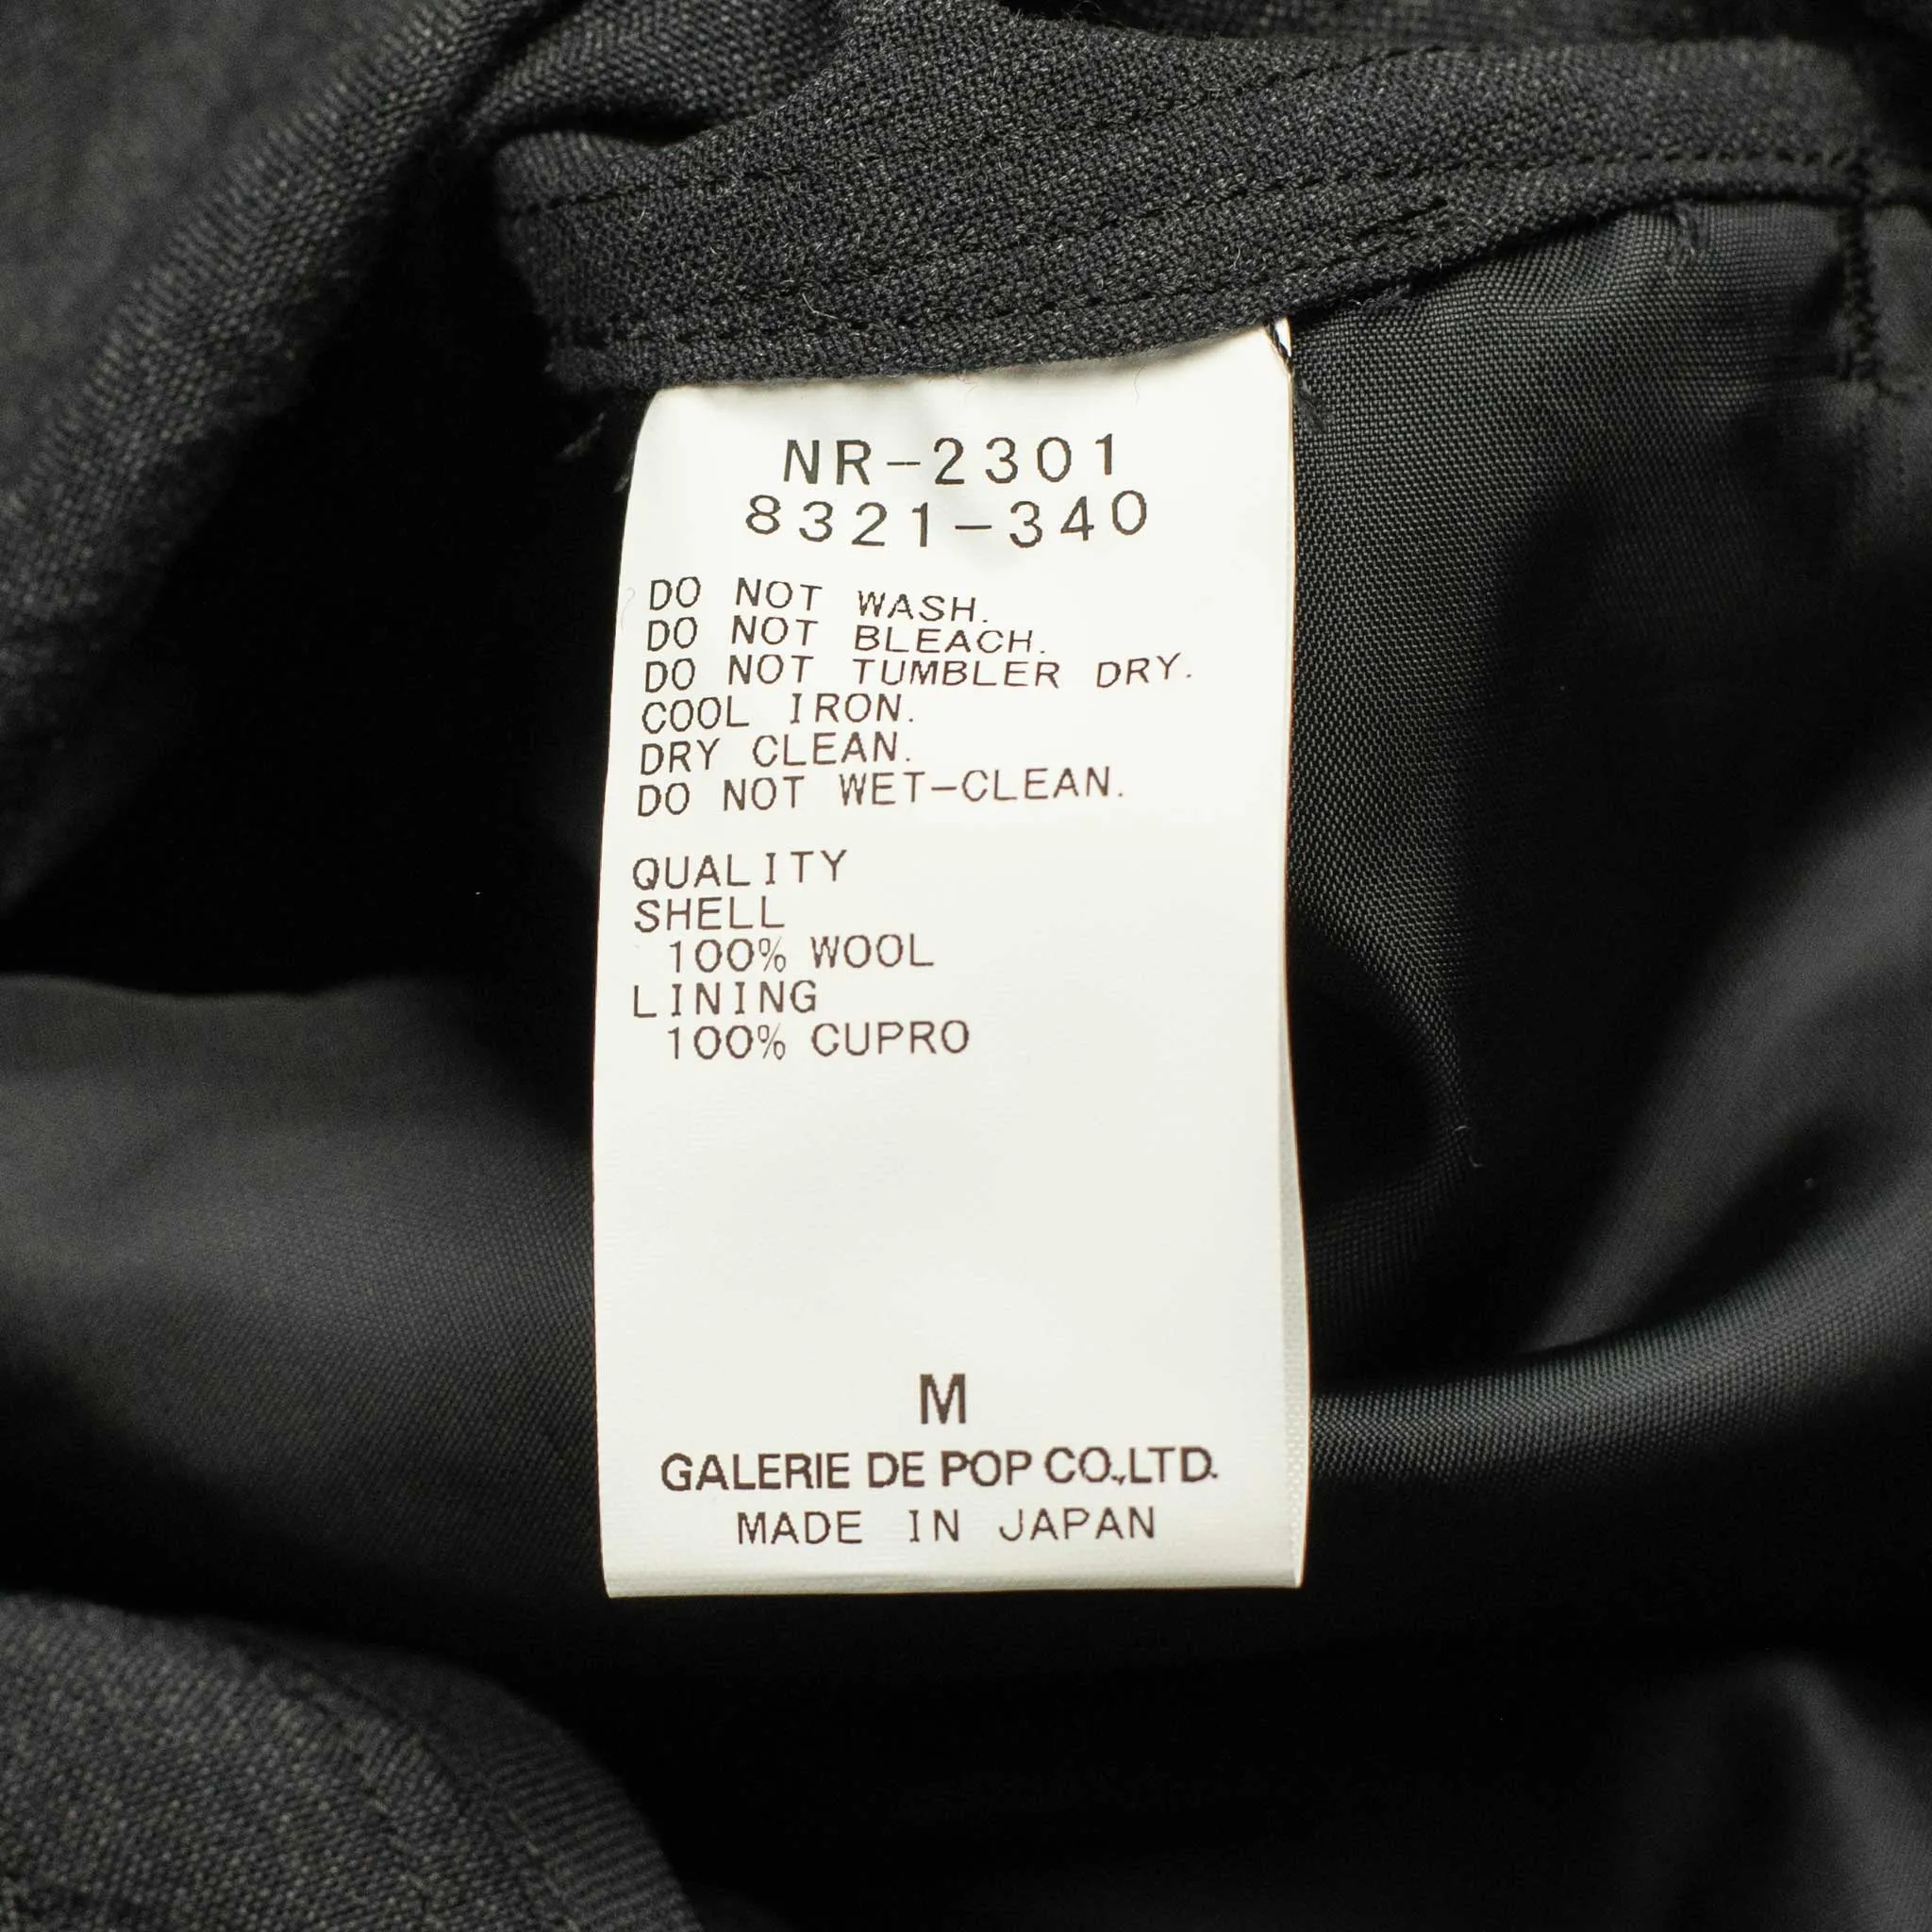 NR-2301
8321-340
DO NOT WASH.
DO NOT BLEACH.
DO NOT TUMBLER DRY.
COOL IRON.
DRY CLEAN.
DO NOT WET-CLEAN.
QUALITY
SHELL
100% WOOL
LINING
100% CUPRO
M
GALERIE DE POP CO.,LTD.
MADE IN JAPAN